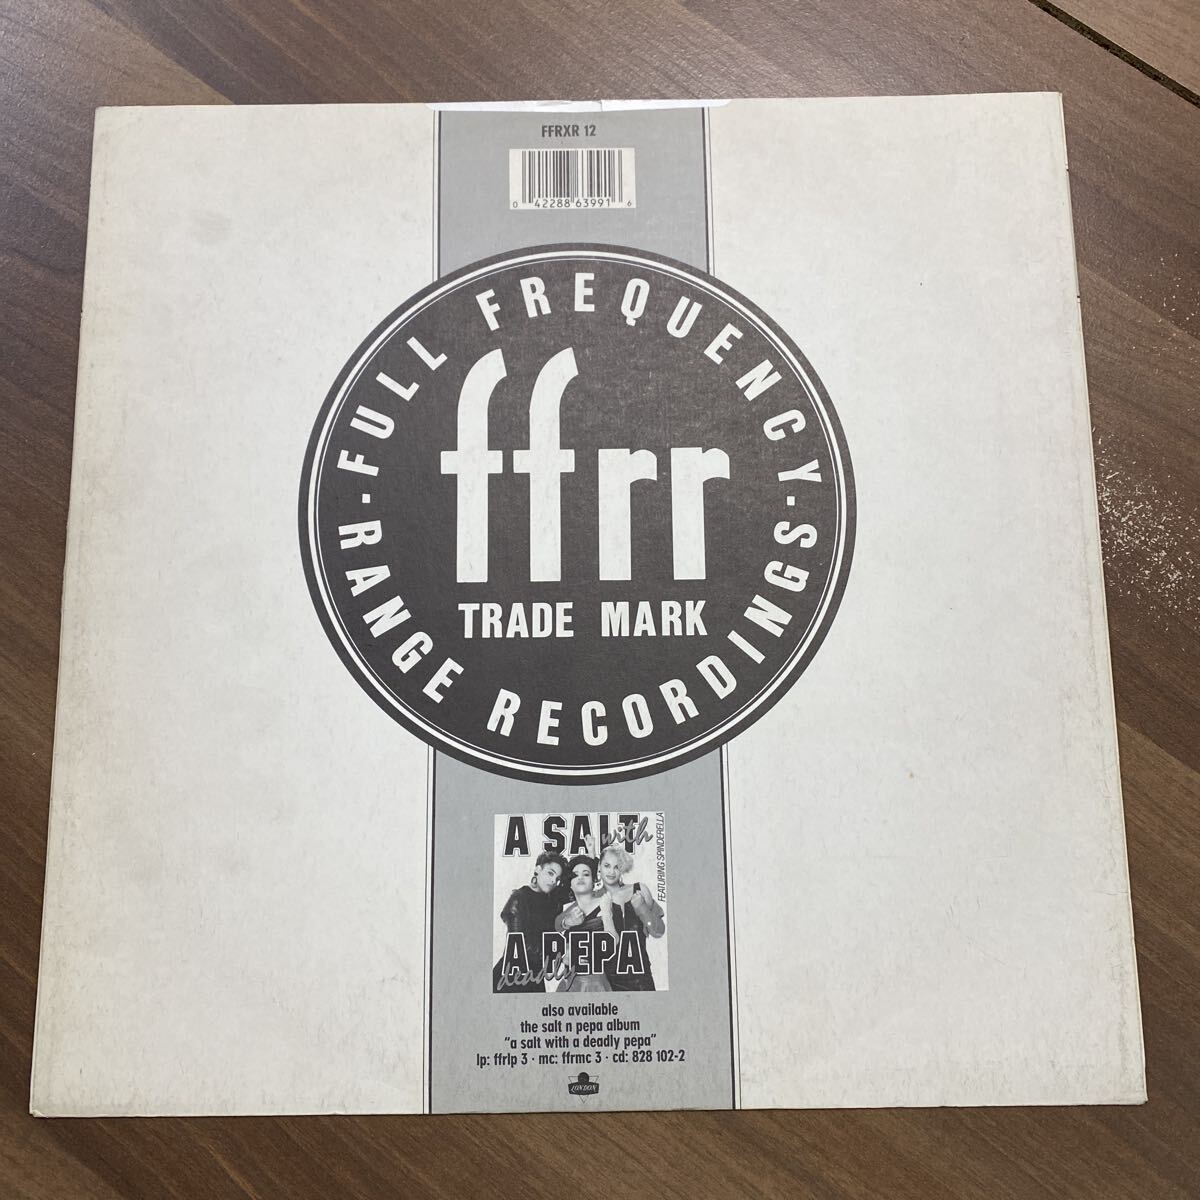 FFRXR 12
0 42288 63991 6
FULL FREQUENCY
ffrr
TRADE MARK
· RANGE RECORDINGS ·
A SALT
with
FEATURING SPINDERELLA
A PEPA
deadly
also available
the salt n pepa album
"a salt with a deadly pepa"
lp: ffrlp 3 · mc: ffrmc 3 · cd: 828 102-2
LONDON